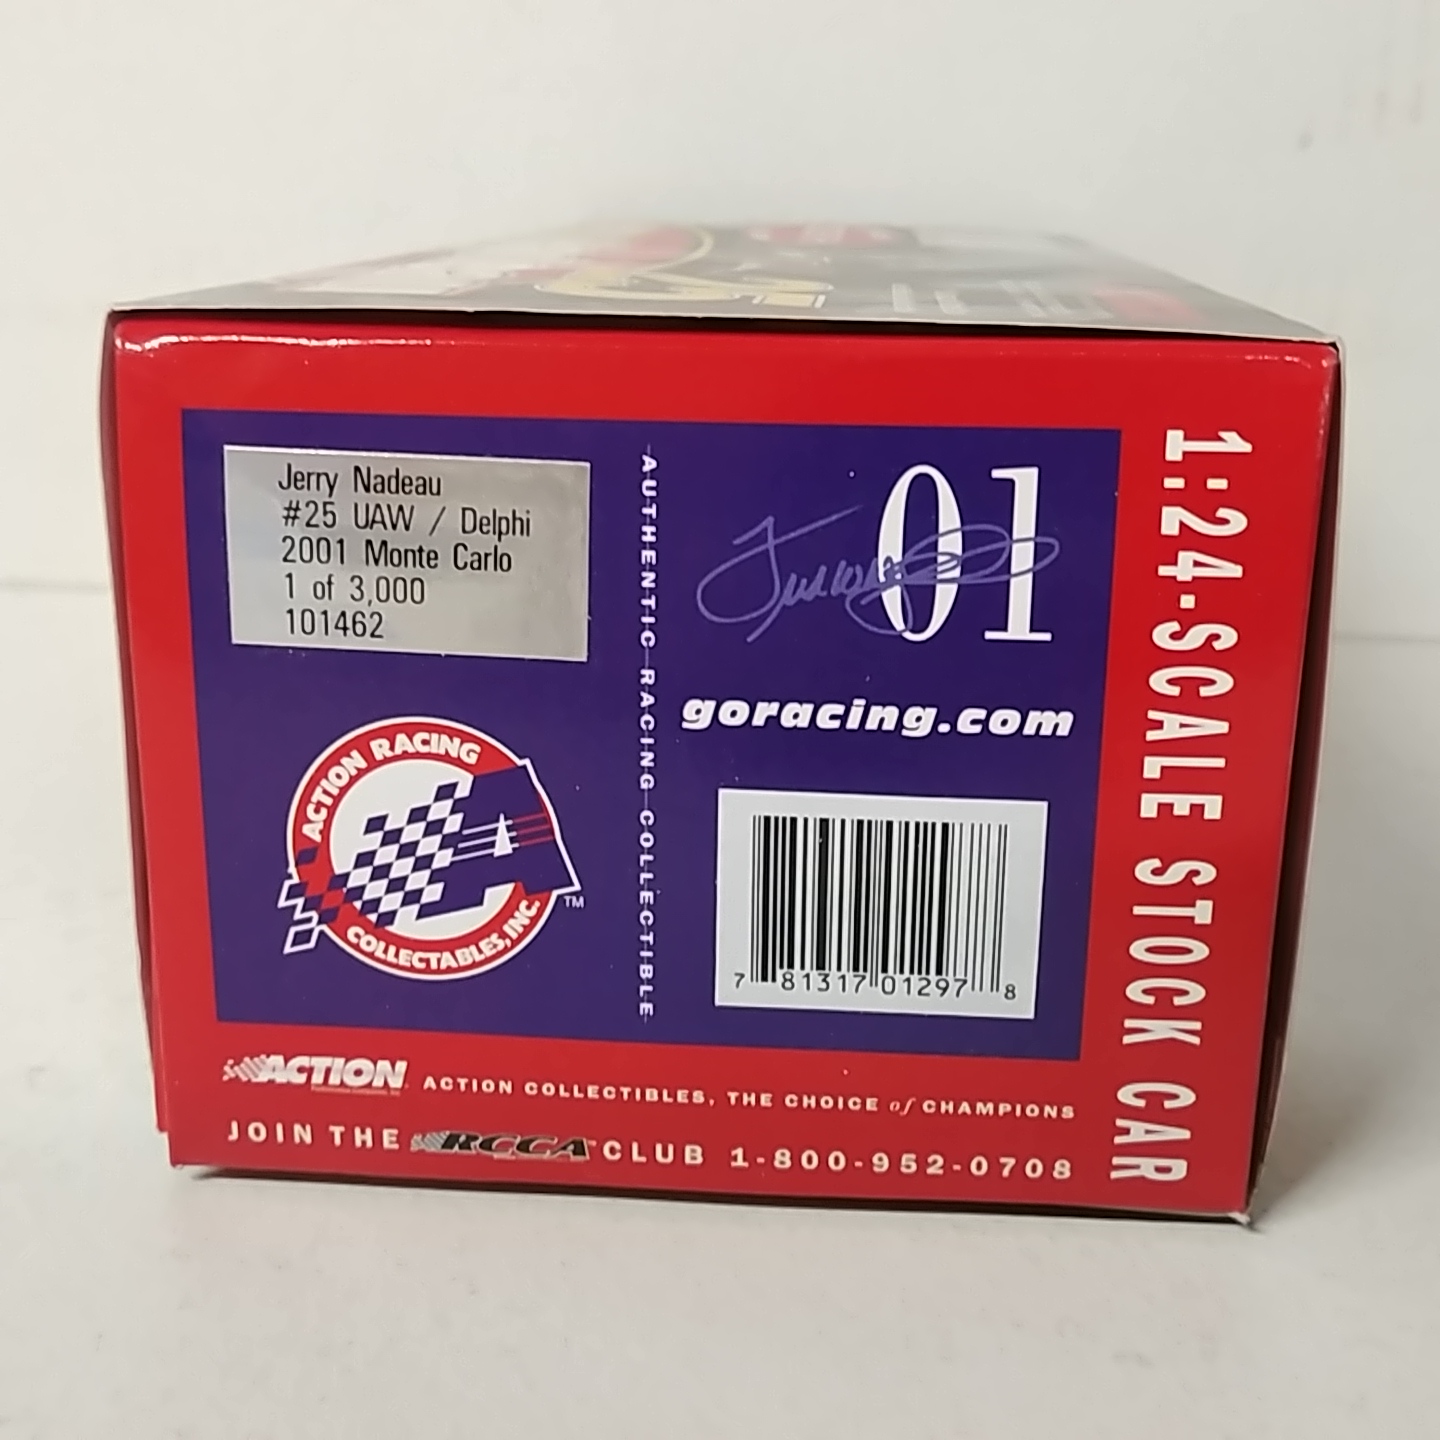 Jerry Nadeau
#25 UAW / Delphi
2001 Monte Carlo
1 of 3,000
101462
AUTHENTIC RACING COLLECTIBLE
01
goracing.com
ACTION RACING
COLLECTABLES, INC.
TM
7 81317 01297 8
1:24-SCALE STOCK CAR
ACTION
ACTION COLLECTIBLES, THE CHOICE of CHAMPIONS
JOIN THE RCCA CLUB 1-800-952-0708